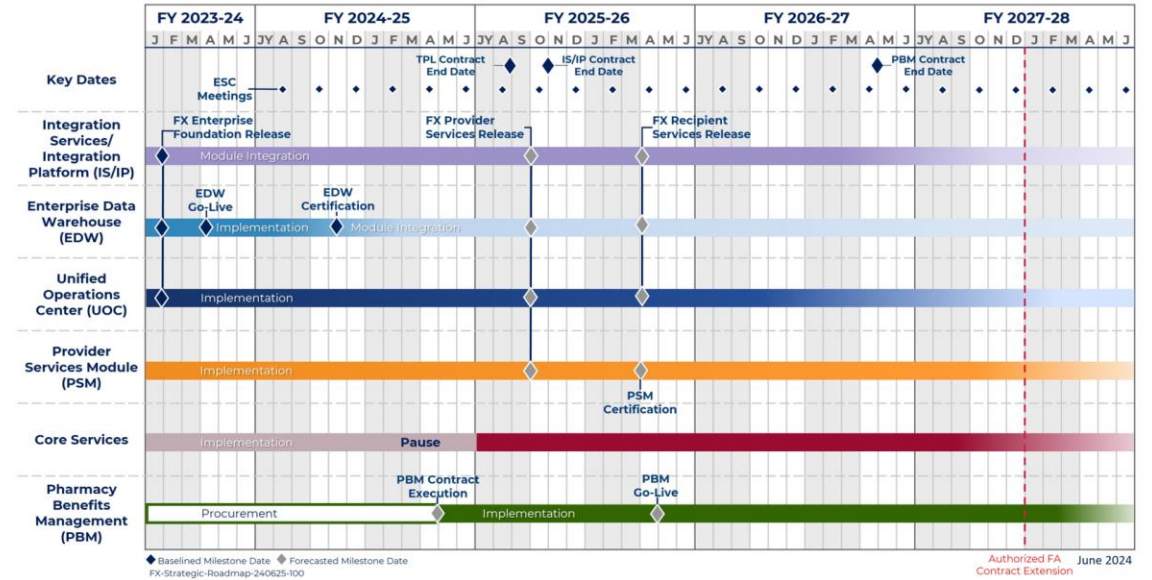 FY 2023-24 FY 2024-25 FY 2025-26 FY 2026-27 FY 2027-28
J F M A M J JY A S O N D J F M A M J JY A S O N D J F M A M J JY A S O N D J F M A M J JY A S O N D J F M A M J
Key Dates
ESC
Meetings
TPL Contract
End Date
IS/IP Contract
End Date
PBM Contract
End Date
Integration
Services/
Integration
Platform (IS/IP)
FX Enterprise
Foundation Release
FX Provider
Services Release
FX Recipient
Services Release
Module Integration
Enterprise Data
Warehouse
(EDW)
EDW
Go-Live
EDW
Certification
Implementation
Module Integration
Unified
Operations
Center (UOC)
Implementation
Provider
Services Module
(PSM)
Implementation
PSM
Certification
Core Services
Implementation
Pause
Pharmacy
Benefits
Management
(PBM)
PBM Contract
Execution
PBM
Go-Live
Procurement
Implementation
Baselined Milestone Date Forecasted Milestone Date
FX-Strategic-Roadmap-240625-100
Authorized FA
Contract Extension
June 2024